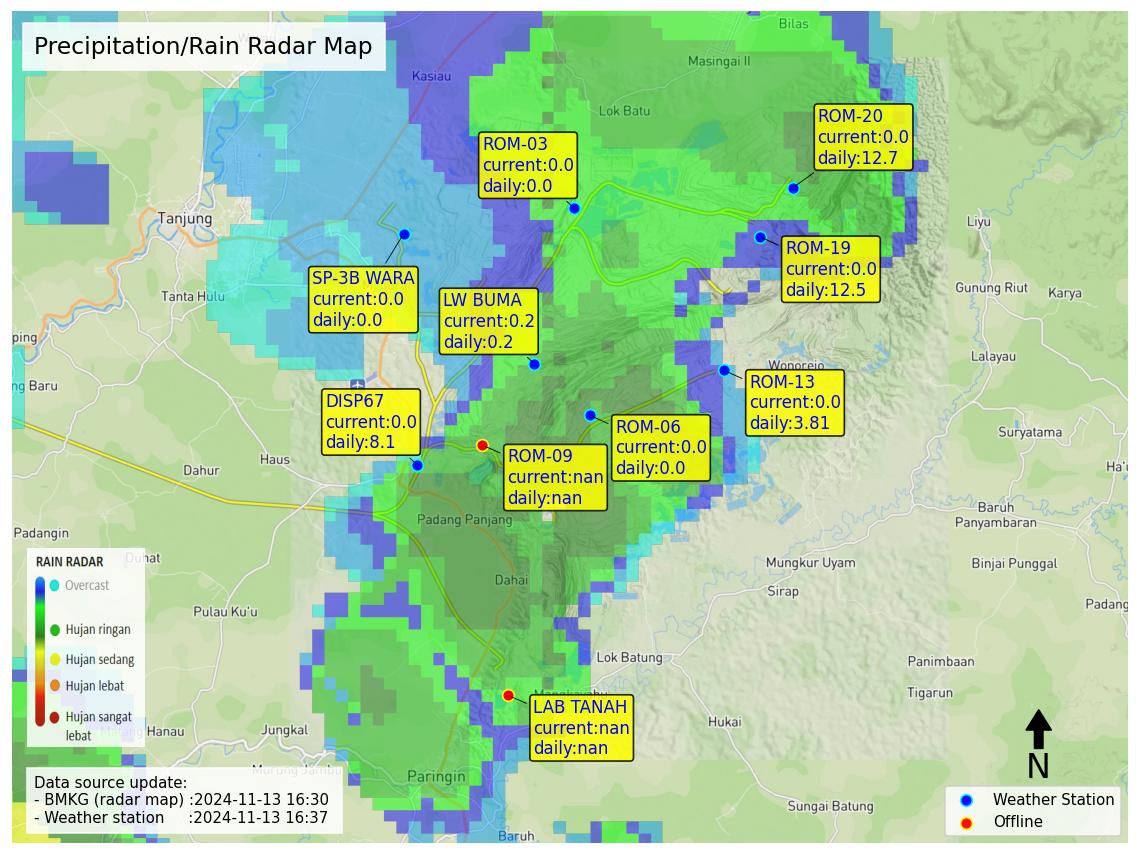 Precipitation/Rain Radar Map
Bilas
Kasiau
Masingai II
Lok Batu
ROM-20
current:0.0
daily:12.7
ROM-03
current:0.0
daily:0.0
Tanjung
Liyu
ROM-19
current:0.0
daily:12.5
SP-3B WARA
current:0.0
daily:0.0
Tanta Hulu
LW BUMA
current:0.2
daily:0.2
Gunung Riut
Karya
ping
Lalayau
Wonorejo
ng Baru
ROM-13
current:0.0
daily:3.81
DISP67
current:0.0
daily:8.1
ROM-06
current:0.0
daily:0.0
Suryatama
ROM-09
current:nan
daily:nan
Haus
Dahur
Ha'u
Padang Panjang
Baruh
Panyambaran
Padangin
Duhat
Mungkur Uyam
Binjai Punggal
Dahai
Sirap
Padang
Pulau Ku'u
RAIN RADAR
Overcast
Hujan ringan
Hujan sedang
Hujan lebat
Hujan sangat
lebat
Lok Batung
Panimbaan
Tigarun
Mangkayahu
LAB TANAH
current:nan
daily:nan
Hukai
Matang Hanau
Jungkal
Murung Jambu
Paringin
N
Data source update:
- BMKG (radar map) :2024-11-13 16:30
- Weather station :2024-11-13 16:37
Sungai Batung
Baruh
Weather Station
Offline